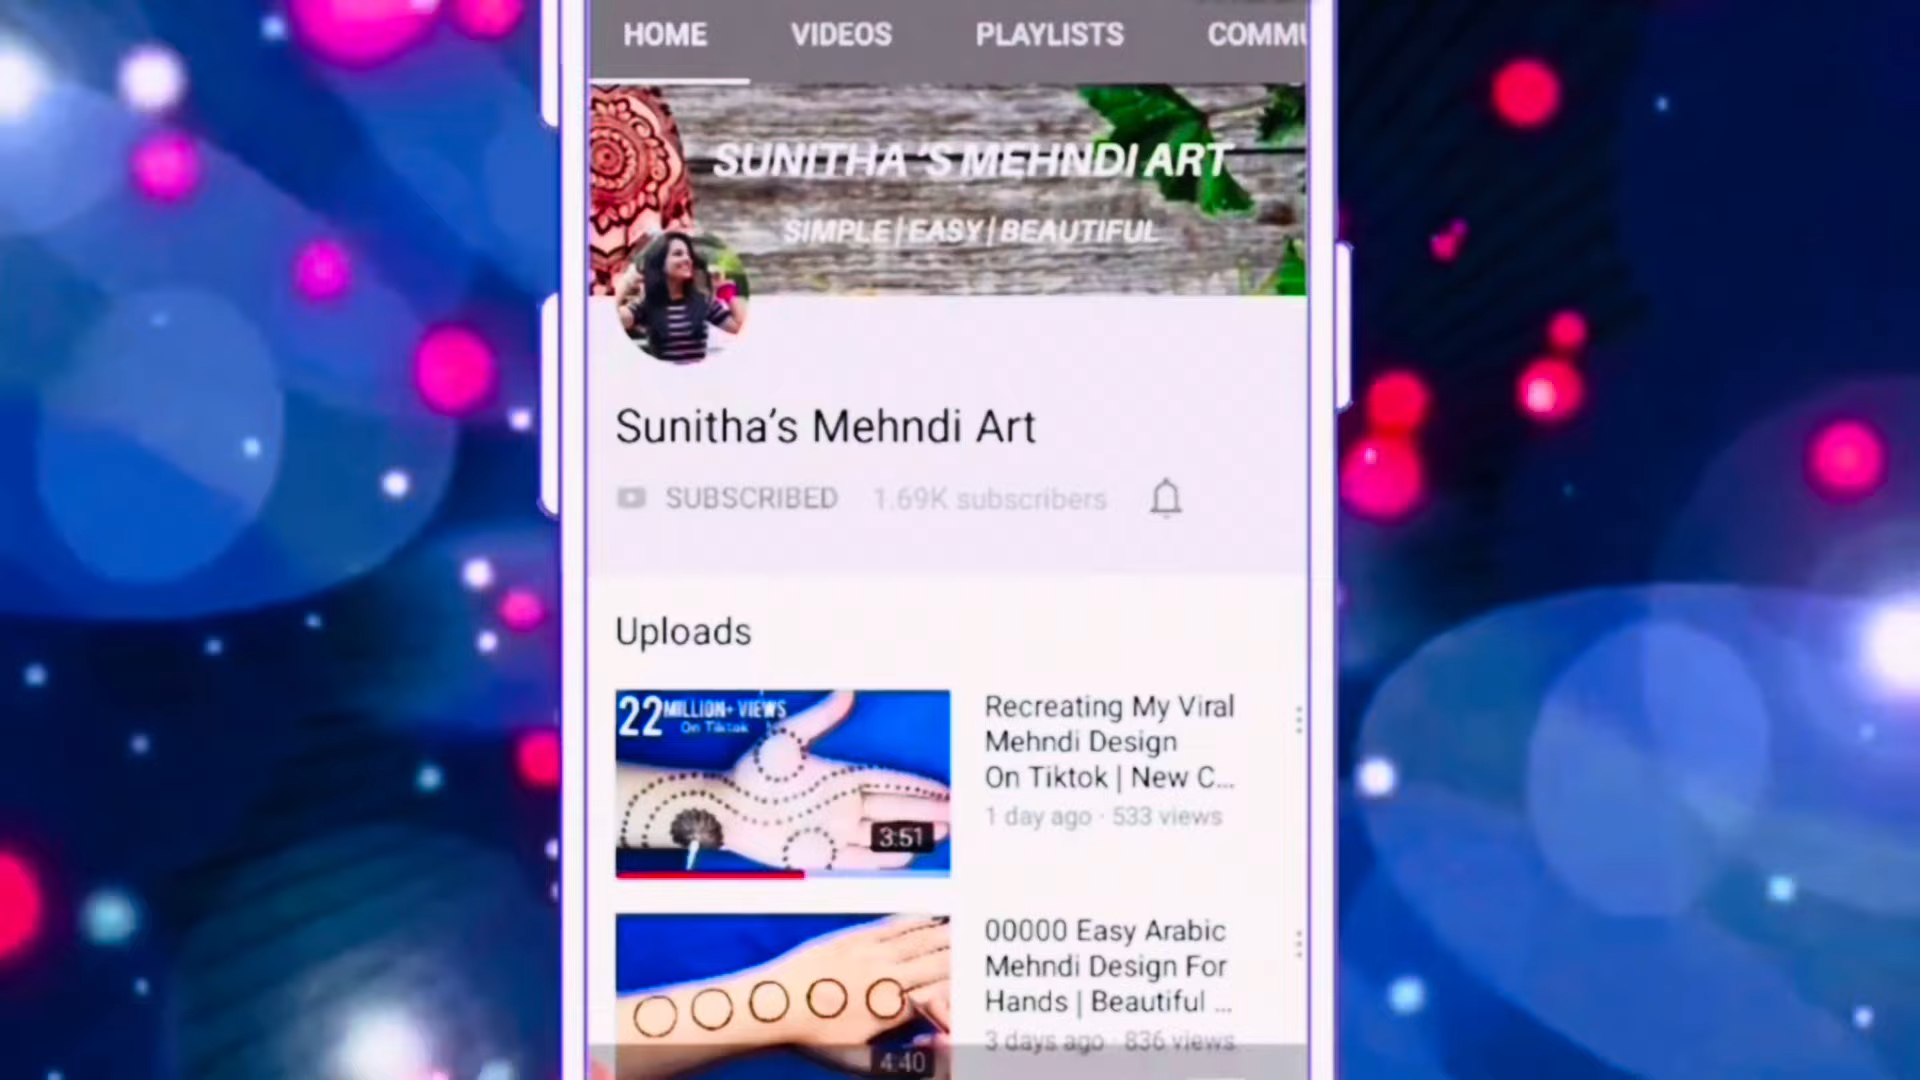 HOME VIDEOS PLAYLISTS COMMU
SUNITHA 'S MEHNDI ART
SIMPLE | EASY | BEAUTIFUL
Sunitha's Mehndi Art
SUBSCRIBED 1.69K subscribers
Uploads
22 MILLION+ VIEWS
On Tiktok
3:51
Recreating My Viral
Mehndi Design
On Tiktok | New C...
1 day ago · 533 views
4:40
00000 Easy Arabic
Mehndi Design For
Hands | Beautiful ...
3 days ago · 836 views